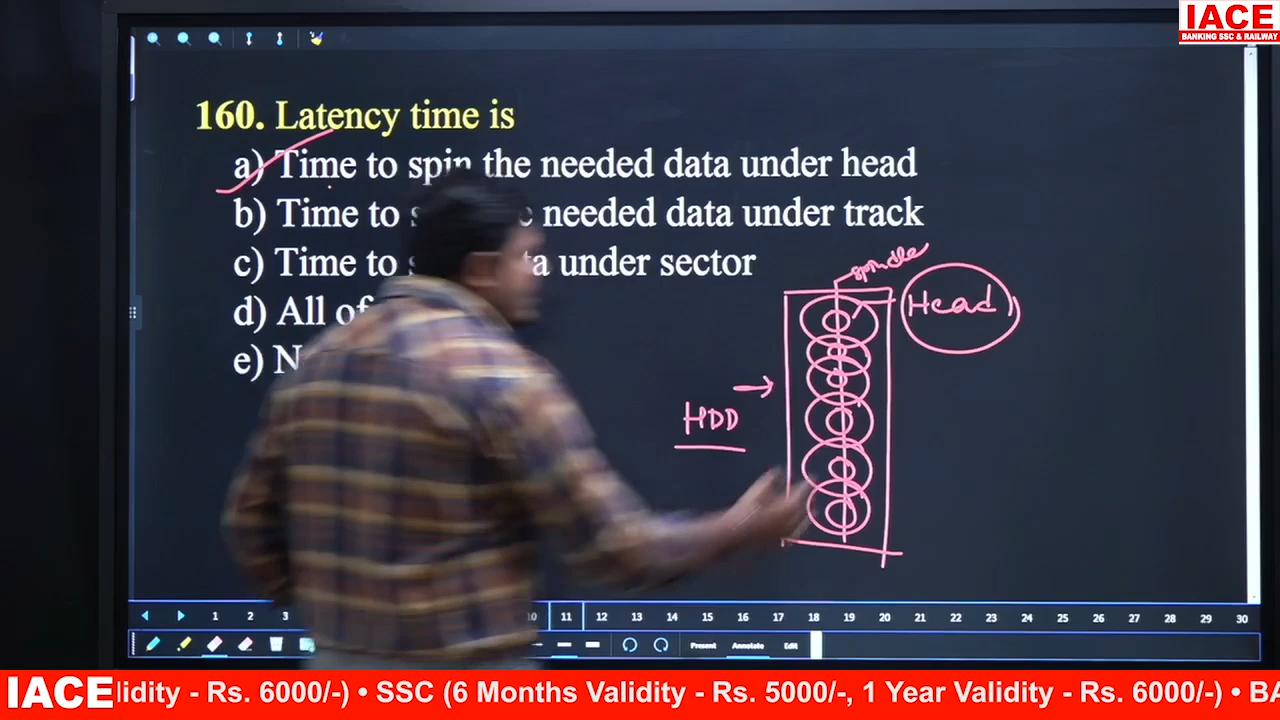 IACE
BANKING SSC & RAILWAY
160. Latency time is
a) Time to spin the needed data under head
b) Time to needed data under track
c) Time to under sector
d) All of
e)
spindle
Head
HDD
1 2 3 11 12 13 14 15 16 17 18 19 20 21 22 23 24 25 26 27 28 29 30
Present Annotate Edit
IACE
lidity - Rs. 6000/-) • SSC (6 Months Validity - Rs. 5000/-, 1 Year Validity - Rs. 6000/-) • BA